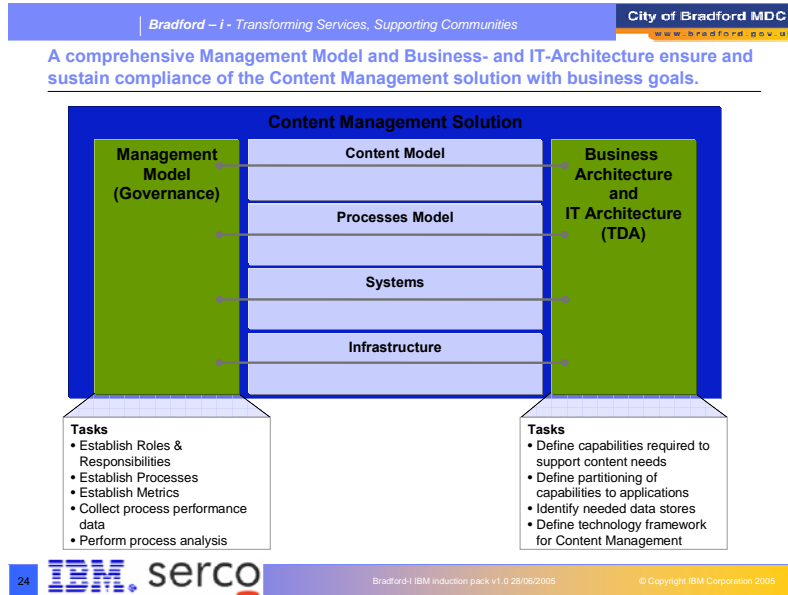 Bradford – i - Transforming Services, Supporting Communities
City of Bradford MDC
www.bradford.gov.u
A comprehensive Management Model and Business- and IT-Architecture ensure and
sustain compliance of the Content Management solution with business goals.
Content Management Solution
Management
Model
(Governance)
Content Model
Processes Model
Systems
Infrastructure
Business
Architecture
and
IT Architecture
(TDA)
Tasks
• Establish Roles &
Responsibilities
• Establish Processes
• Establish Metrics
• Collect process performance
data
• Perform process analysis
Tasks
• Define capabilities required to
support content needs
• Define partitioning of
capabilities to applications
• Identify needed data stores
• Define technology framework
for Content Management
24
IBM. serco
Bradford-I IBM induction pack v1.0 28/06/2005
© Copyright IBM Corporation 2005